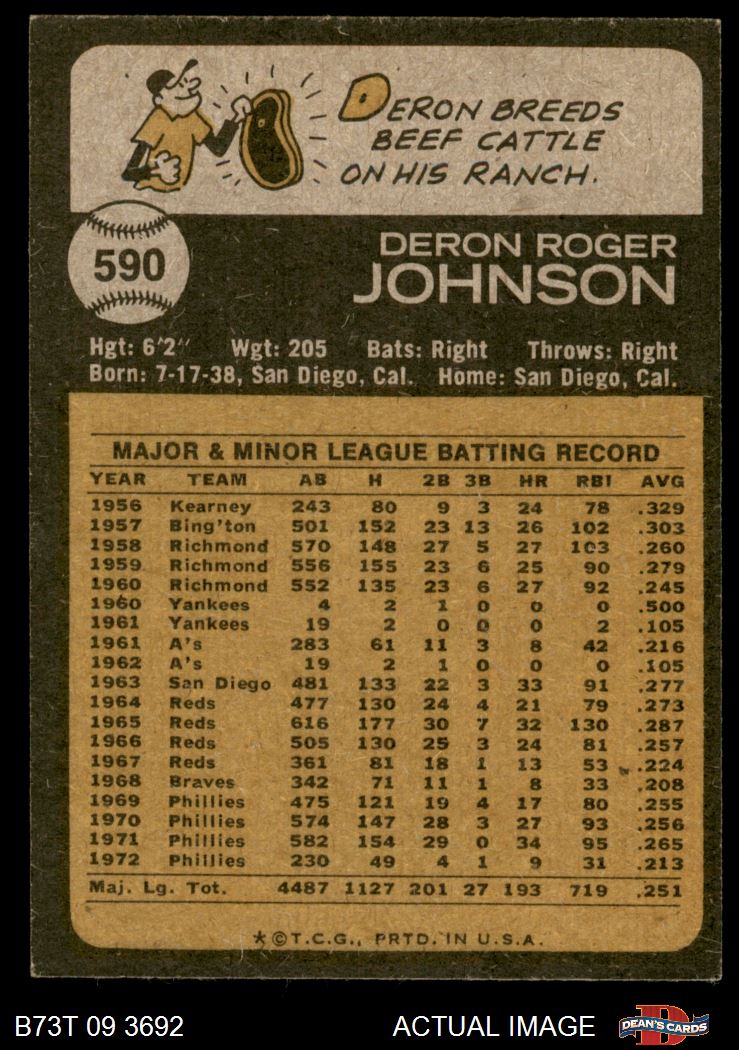 DERON BREEDS
BEEF CATTLE
ON HIS RANCH.
590
DERON ROGER
JOHNSON
Hgt: 6'2" Wgt: 205 Bats: Right Throws: Right
Born: 7-17-38, San Diego, Cal. Home: San Diego, Cal.
MAJOR & MINOR LEAGUE BATTING RECORD
YEAR TEAM AB H 2B 3B HR RBI AVG
1956 Kearney 243 80 9 3 24 78 .329
1957 Bing'ton 501 152 23 13 26 102 .303
1958 Richmond 570 148 27 5 27 103 .260
1959 Richmond 556 155 23 6 25 90 .279
1960 Richmond 552 135 23 6 27 92 .245
1960 Yankees 4 2 1 0 0 0 .500
1961 Yankees 19 2 0 0 0 2 .105
1961 A's 283 61 11 3 8 42 .216
1962 A's 19 2 1 0 0 0 .105
1963 San Diego 481 133 22 3 33 91 .277
1964 Reds 477 130 24 4 21 79 .273
1965 Reds 616 177 30 7 32 130 .287
1966 Reds 505 130 25 3 24 81 .257
1967 Reds 361 81 18 1 13 53 .224
1968 Braves 342 71 11 1 8 33 .208
1969 Phillies 475 121 19 4 17 80 .255
1970 Phillies 574 147 28 3 27 93 .256
1971 Phillies 582 154 29 0 34 95 .265
1972 Phillies 230 49 4 1 9 31 .213
Maj. Lg. Tot. 4487 1127 201 27 193 719 .251
*©T.C.G., PRTD. IN U.S.A.
B73T 09 3692 ACTUAL IMAGE
D
DEAN'S CARDS